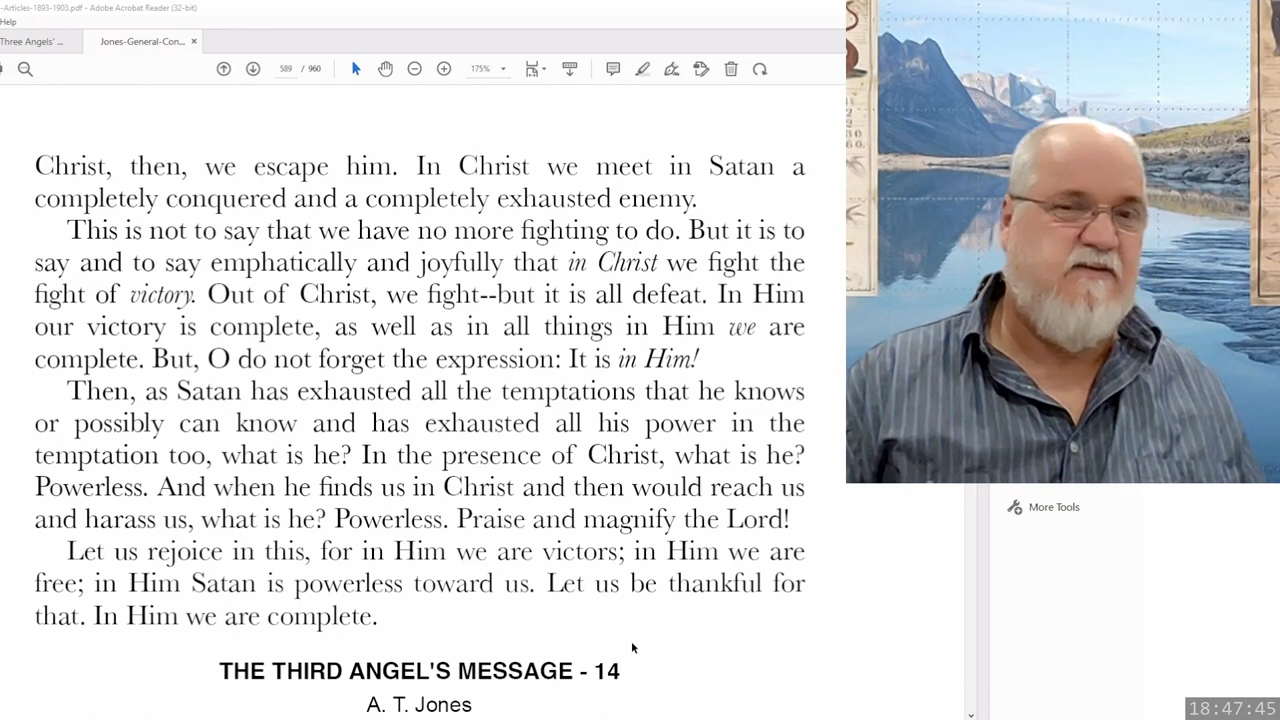 -Articles-1893-1903.pdf - Adobe Acrobat Reader (32-bit)
Help
Three Angels' ...
Jones-General-Con...
589 / 960
175%
Christ, then, we escape him. In Christ we meet in Satan a
completely conquered and a completely exhausted enemy.
This is not to say that we have no more fighting to do. But it is to
say and to say emphatically and joyfully that in Christ we fight the
fight of victory. Out of Christ, we fight--but it is all defeat. In Him
our victory is complete, as well as in all things in Him we are
complete. But, O do not forget the expression: It is in Him!
Then, as Satan has exhausted all the temptations that he knows
or possibly can know and has exhausted all his power in the
temptation too, what is he? In the presence of Christ, what is he?
Powerless. And when he finds us in Christ and then would reach us
and harass us, what is he? Powerless. Praise and magnify the Lord!
Let us rejoice in this, for in Him we are victors; in Him we are
free; in Him Satan is powerless toward us. Let us be thankful for
that. In Him we are complete.
THE THIRD ANGEL'S MESSAGE - 14
A. T. Jones
More Tools
18:47:45